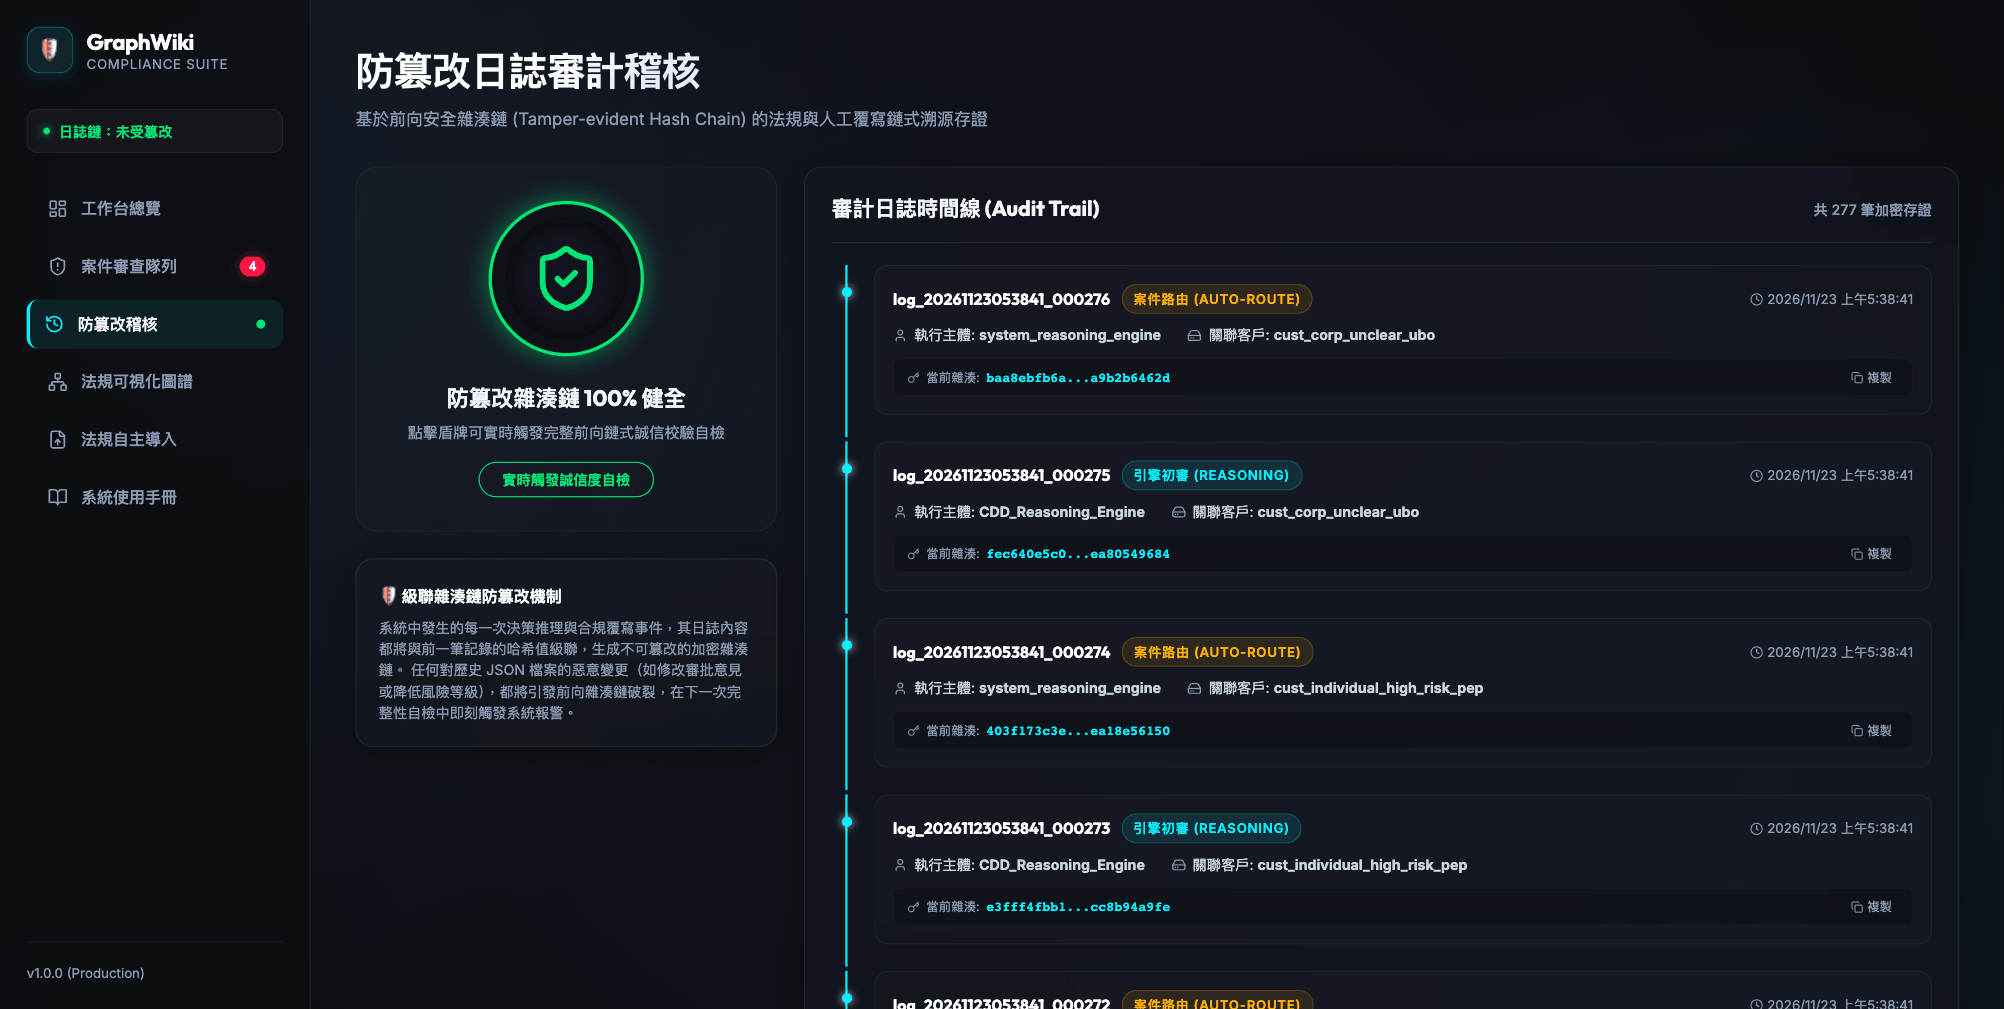 GraphWiki
COMPLIANCE SUITE
日誌鏈：未受篡改
工作台總覽
案件審查隊列
4
防篡改稽核
法規可視化圖譜
法規自主導入
系統使用手冊
v1.0.0 (Production)
防篡改日誌審計稽核
基於前向安全雜湊鏈 (Tamper-evident Hash Chain) 的法規與人工覆寫鏈式溯源存證
防篡改雜湊鏈 100% 健全
點擊盾牌可實時觸發完整前向鏈式誠信校驗自檢
實時觸發誠信度自檢
級聯雜湊鏈防篡改機制
系統中發生的每一次決策推理與合規覆寫事件，其日誌內容
都將與前一筆記錄的哈希值級聯，生成不可篡改的加密雜湊
鏈。 任何對歷史 JSON 檔案的惡意變更（如修改審批意見
或降低風險等級），都將引發前向雜湊鏈破裂，在下一次完
整性自檢中即刻觸發系統報警。
審計日誌時間線 (Audit Trail)
共 277 筆加密存證
log_20261123053841_000276 案件路由 (AUTO-ROUTE) 2026/11/23 上午5:38:41
執行主體: system_reasoning_engine 關聯客戶: cust_corp_unclear_ubo
當前雜湊: baa8ebfb6a...a9b2b6462d 複製
log_20261123053841_000275 引擎初審 (REASONING) 2026/11/23 上午5:38:41
執行主體: CDD_Reasoning_Engine 關聯客戶: cust_corp_unclear_ubo
當前雜湊: fec640e5c0...ea80549684 複製
log_20261123053841_000274 案件路由 (AUTO-ROUTE) 2026/11/23 上午5:38:41
執行主體: system_reasoning_engine 關聯客戶: cust_individual_high_risk_pep
當前雜湊: 403f173c3e...ea18e56150 複製
log_20261123053841_000273 引擎初審 (REASONING) 2026/11/23 上午5:38:41
執行主體: CDD_Reasoning_Engine 關聯客戶: cust_individual_high_risk_pep
當前雜湊: e3fff4fbb1...cc8b94a9fe 複製
log_20261123053841_000272 案件路由 (AUTO-ROUTE) 2026/11/23 上午5:38:41